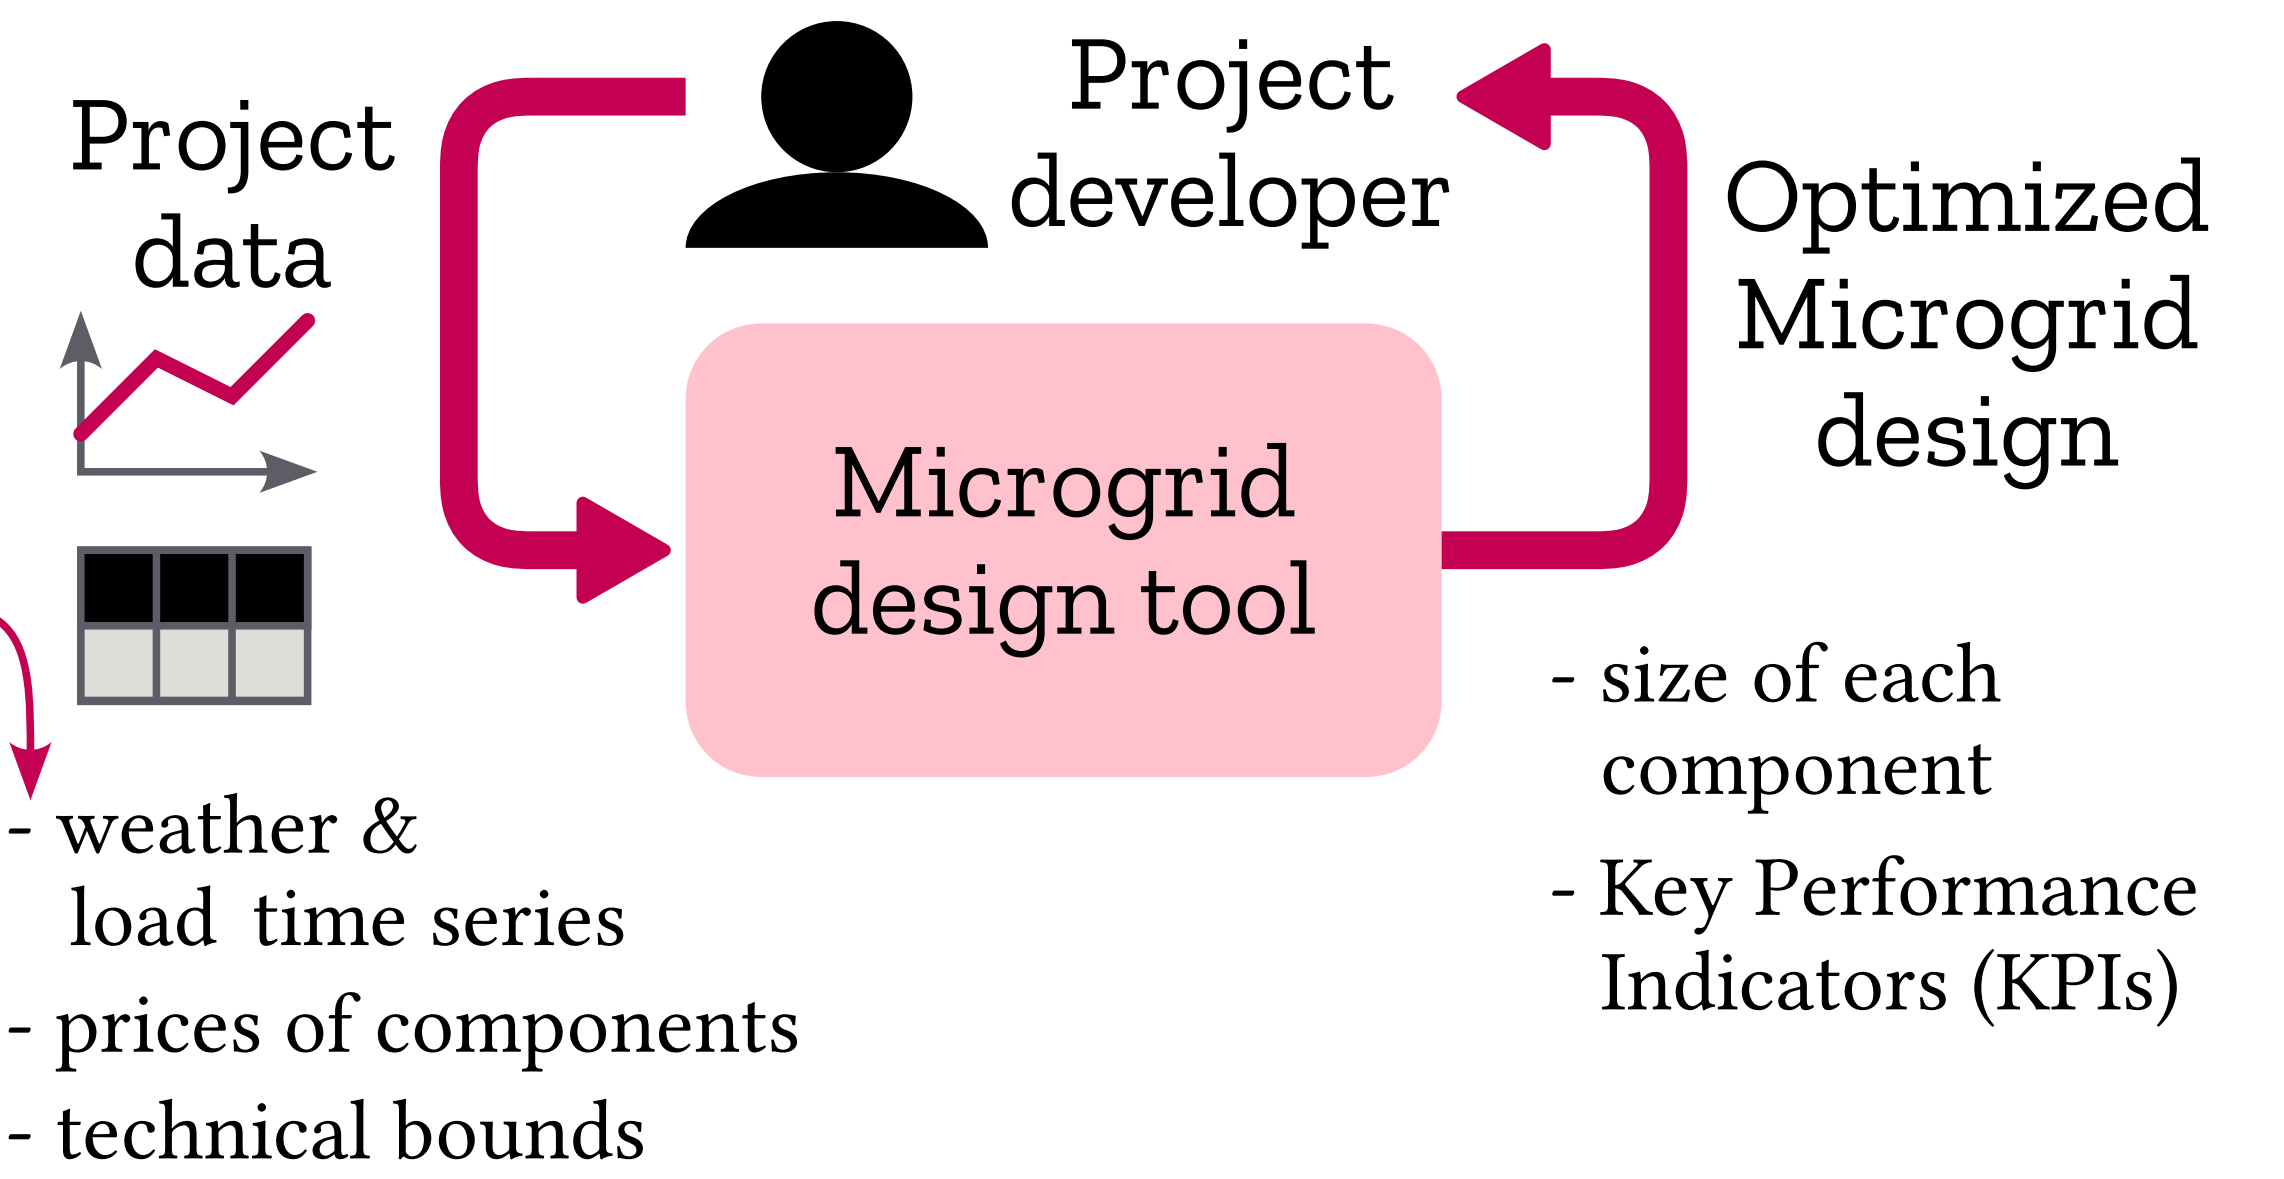 Project
data
Project
developer
Optimized
Microgrid
design
Microgrid
design tool
- weather &
load time series
- prices of components
- technical bounds
- size of each
component
- Key Performance
Indicators (KPIs)